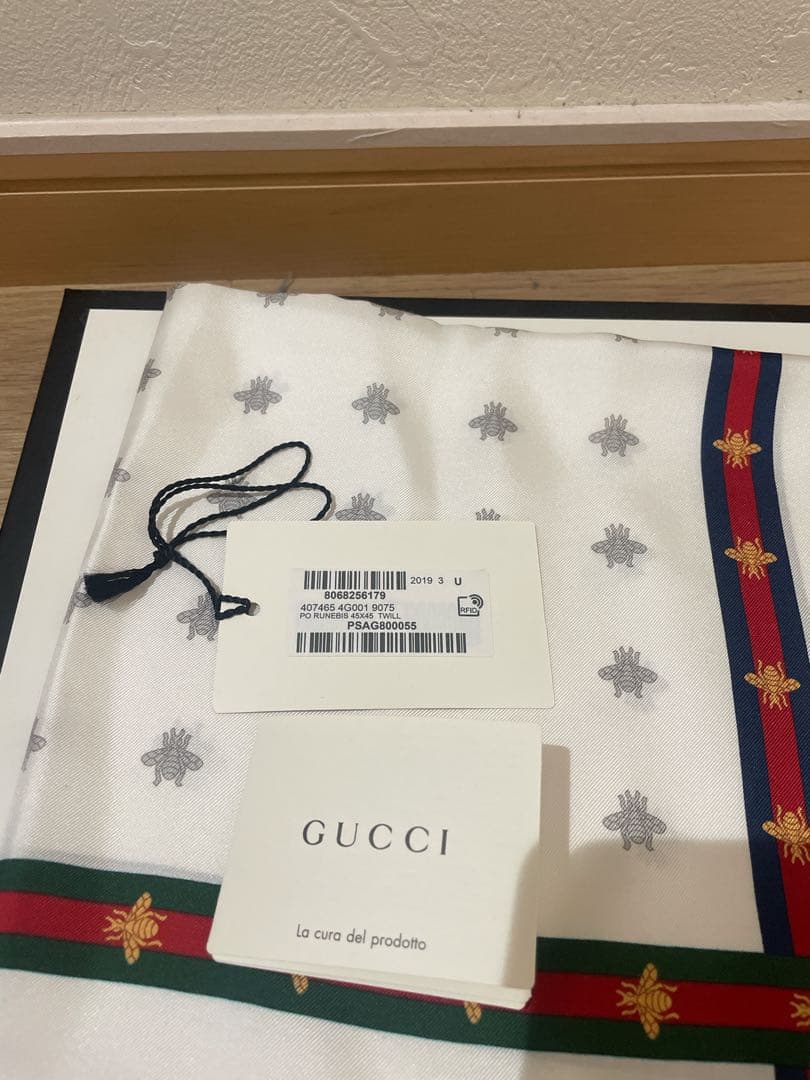 2019 3 U
8068256179
407465 4G001 9075
RFID
PO RUNEBIS 45X45 TWILL
PSAG800055
GUCCI
La cura del prodotto